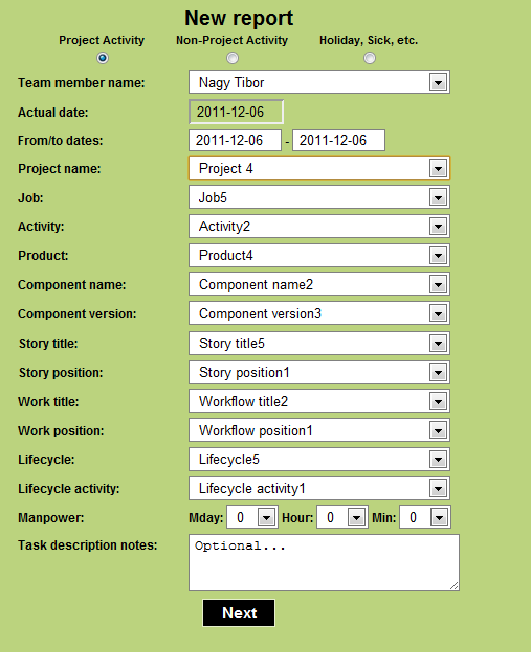 New report
Project Activity Non-Project Activity Holiday, Sick, etc.
Team member name: Nagy Tibor
Actual date: 2011-12-06
From/to dates: 2011-12-06 - 2011-12-06
Project name: Project 4
Job: Job5
Activity: Activity2
Product: Product4
Component name: Component name2
Component version: Component version3
Story title: Story title5
Story position: Story position1
Work title: Workflow title2
Work position: Workflow position1
Lifecycle: Lifecycle5
Lifecycle activity: Lifecycle activity1
Manpower: Mday: 0 Hour: 0 Min: 0
Task description notes: Optional...
Next